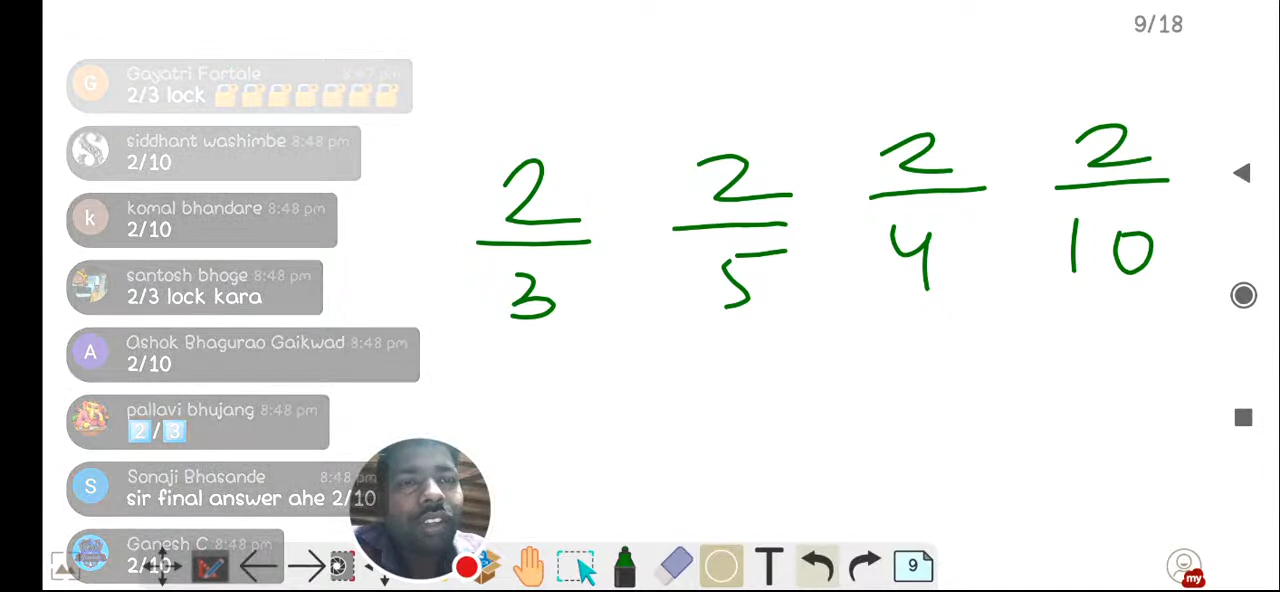 9/18
Gayatri Fartale 8:47 pm
2/3 lock
siddhant washimbe 8:48 pm
2/10
komal bhandare 8:48 pm
2/10
santosh bhoge 8:48 pm
2/3 lock kara
Ashok Bhagurao Gaikwad 8:48 pm
2/10
pallavi bhujang 8:48 pm
2/3
Sonaji Bhasande 8:48 pm
sir final answer ahe 2/10
Ganesh C 8:48 pm
2/10
2/3 2/5 2/4 2/10
G
k
A
S
T
9
my